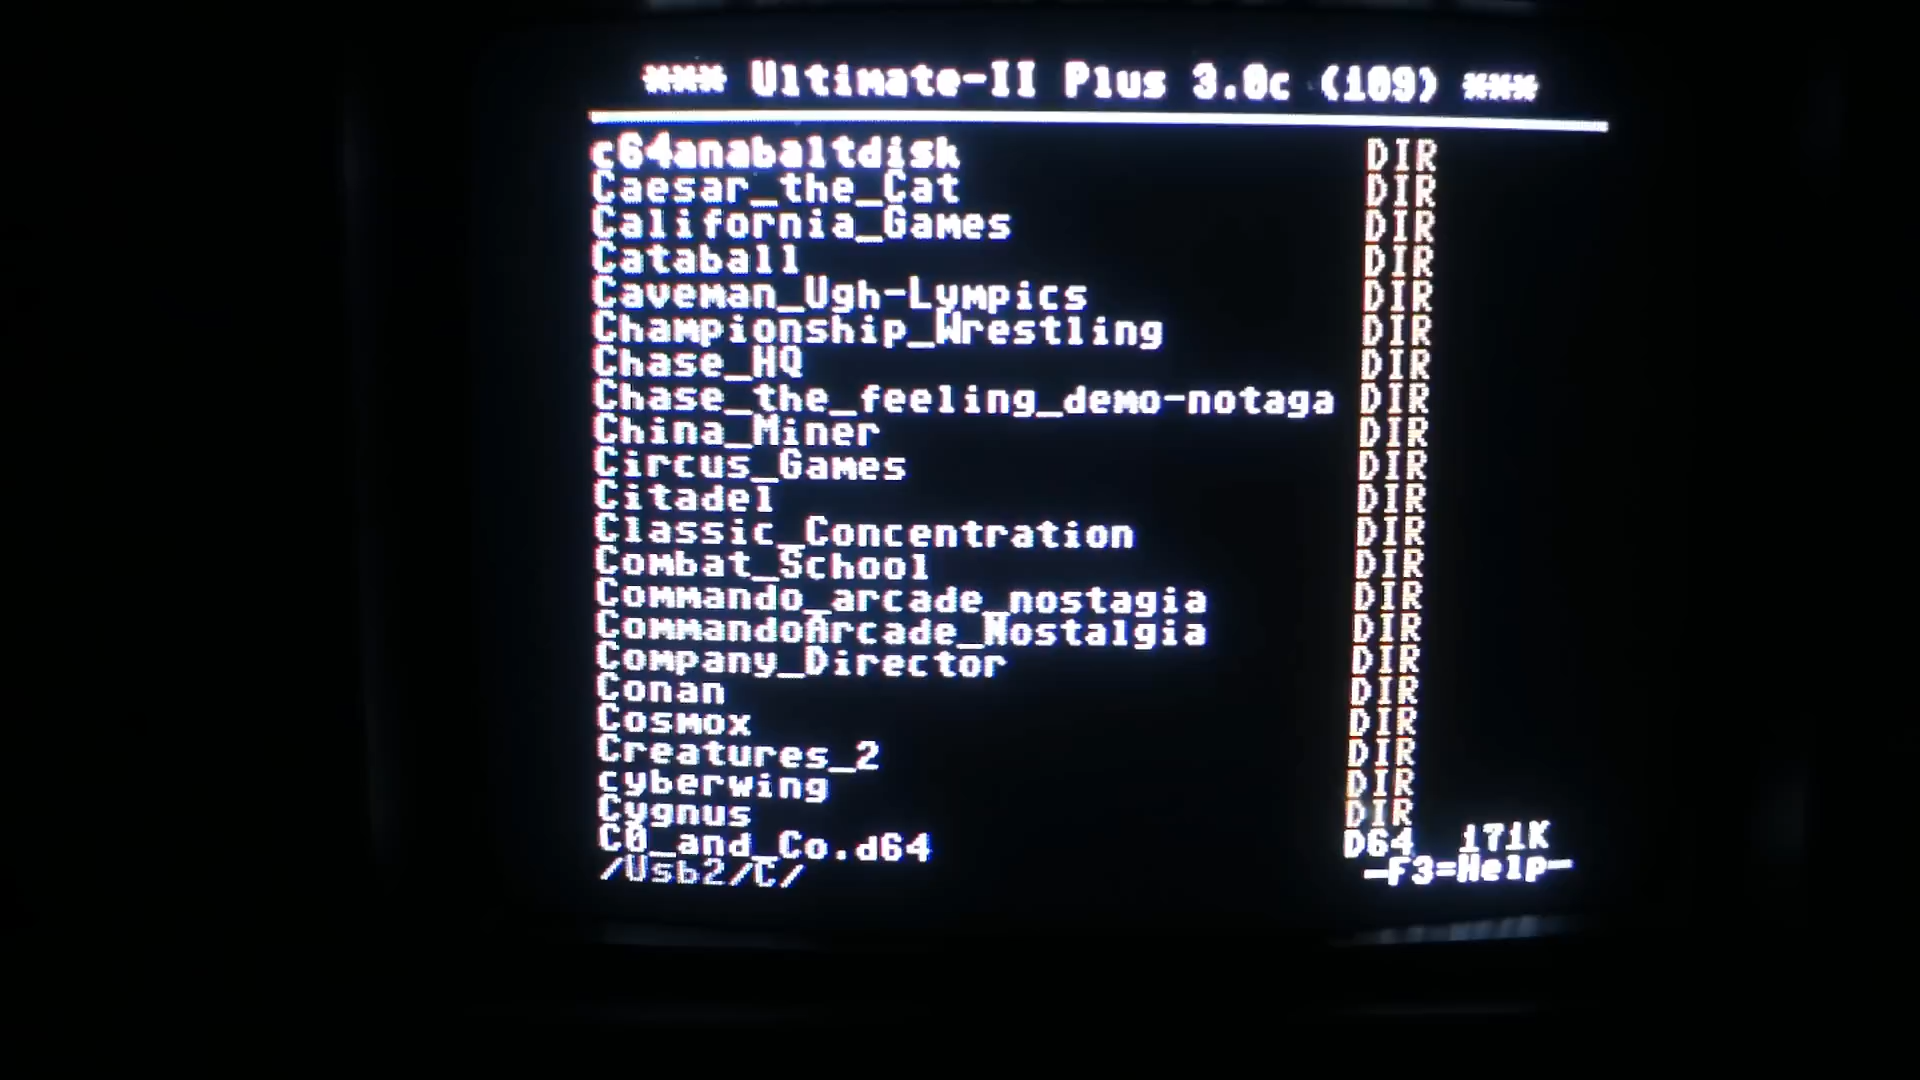 *** Ultimate-II Plus 3.0c (109) ***
c64anabaltdisk DIR
Caesar_the_Cat DIR
California_Games DIR
Cataball DIR
Caveman_Ugh-Lympics DIR
Championship_Wrestling DIR
Chase_HQ DIR
Chase_the_feeling_demo-notaga DIR
China_Miner DIR
Circus_Games DIR
Citadel DIR
Classic_Concentration DIR
Combat_School DIR
Commando_arcade_nostagia DIR
CommandoArcade_Nostalgia DIR
Company_Director DIR
Conan DIR
Cosmox DIR
Creatures_2 DIR
cyberwing DIR
Cygnus DIR
C0_and_Co.d64 D64 171K
/Usb2/C/ -F3=Help-